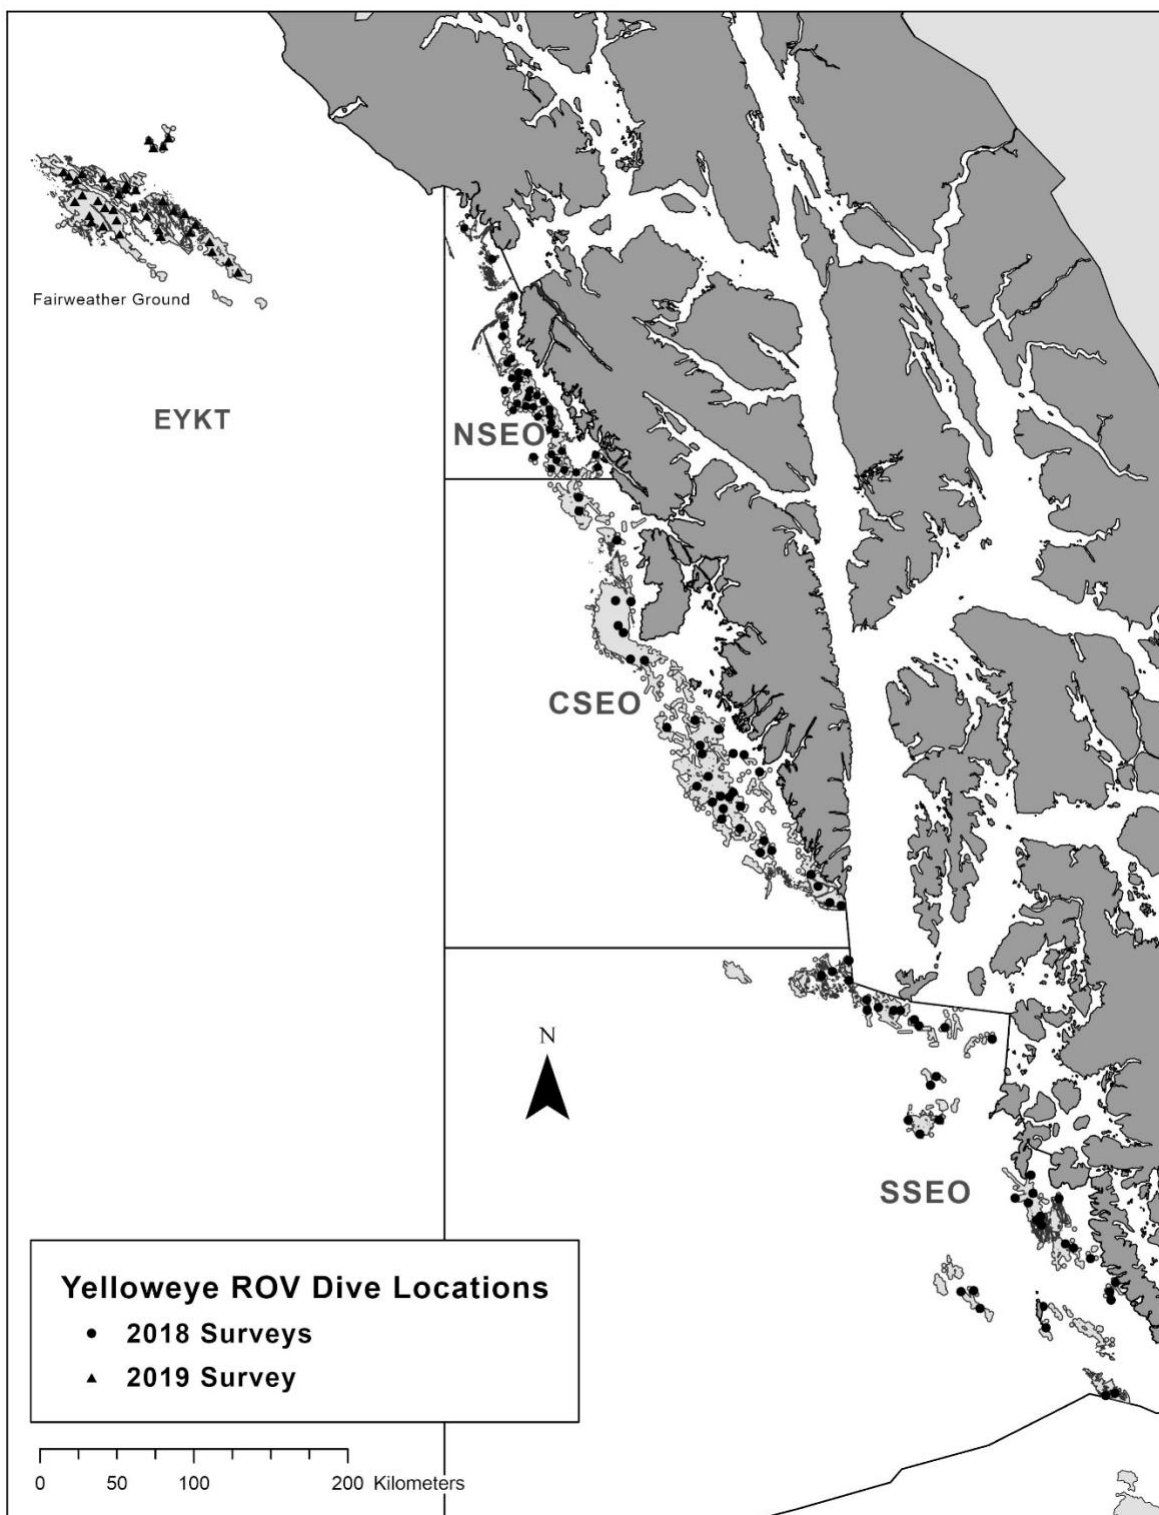 Fairweather Ground
EYKT
NSEO
CSEO
N
SSEO
Yelloweye ROV Dive Locations
2018 Surveys
2019 Survey
0 50 100 200 Kilometers